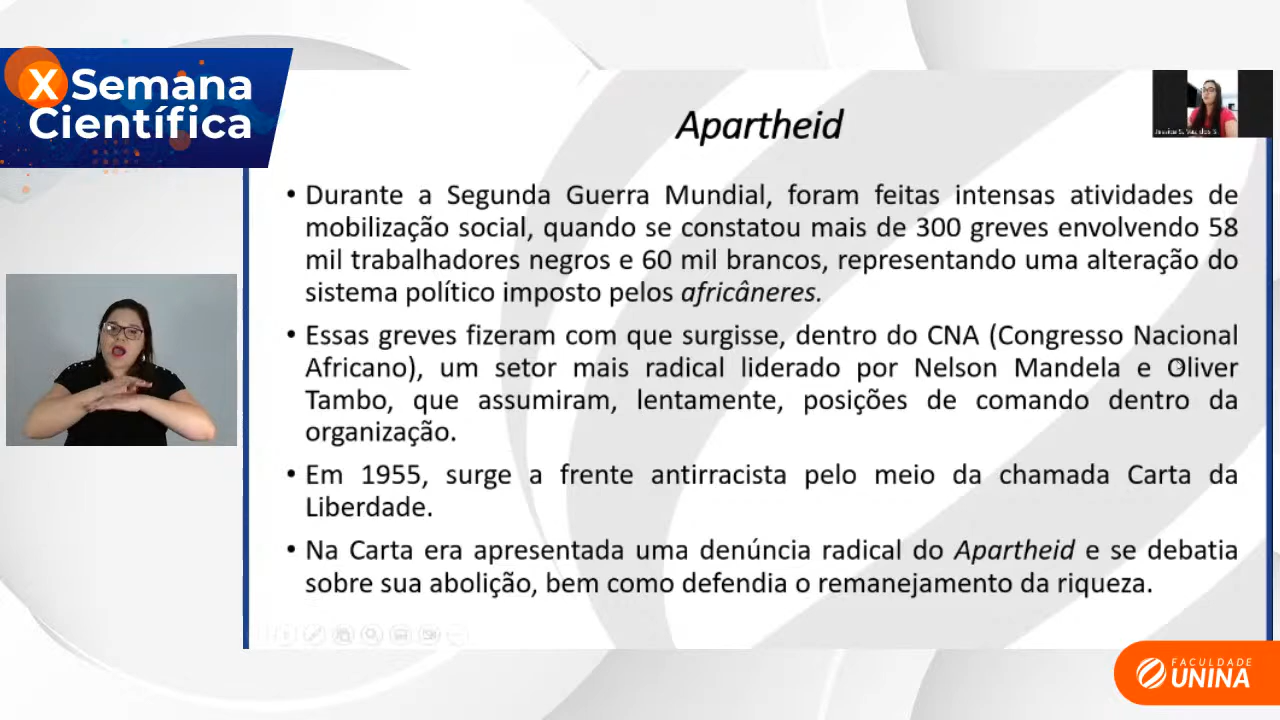 X Semana
Científica
Apartheid
• Durante a Segunda Guerra Mundial, foram feitas intensas atividades de
mobilização social, quando se constatou mais de 300 greves envolvendo 58
mil trabalhadores negros e 60 mil brancos, representando uma alteração do
sistema político imposto pelos africâneres.
• Essas greves fizeram com que surgisse, dentro do CNA (Congresso Nacional
Africano), um setor mais radical liderado por Nelson Mandela e Oliver
Tambo, que assumiram, lentamente, posições de comando dentro da
organização.
• Em 1955, surge a frente antirracista pelo meio da chamada Carta da
Liberdade.
• Na Carta era apresentada uma denúncia radical do Apartheid e se debatia
sobre sua abolição, bem como defendia o remanejamento da riqueza.
FACULDADE
UNINA